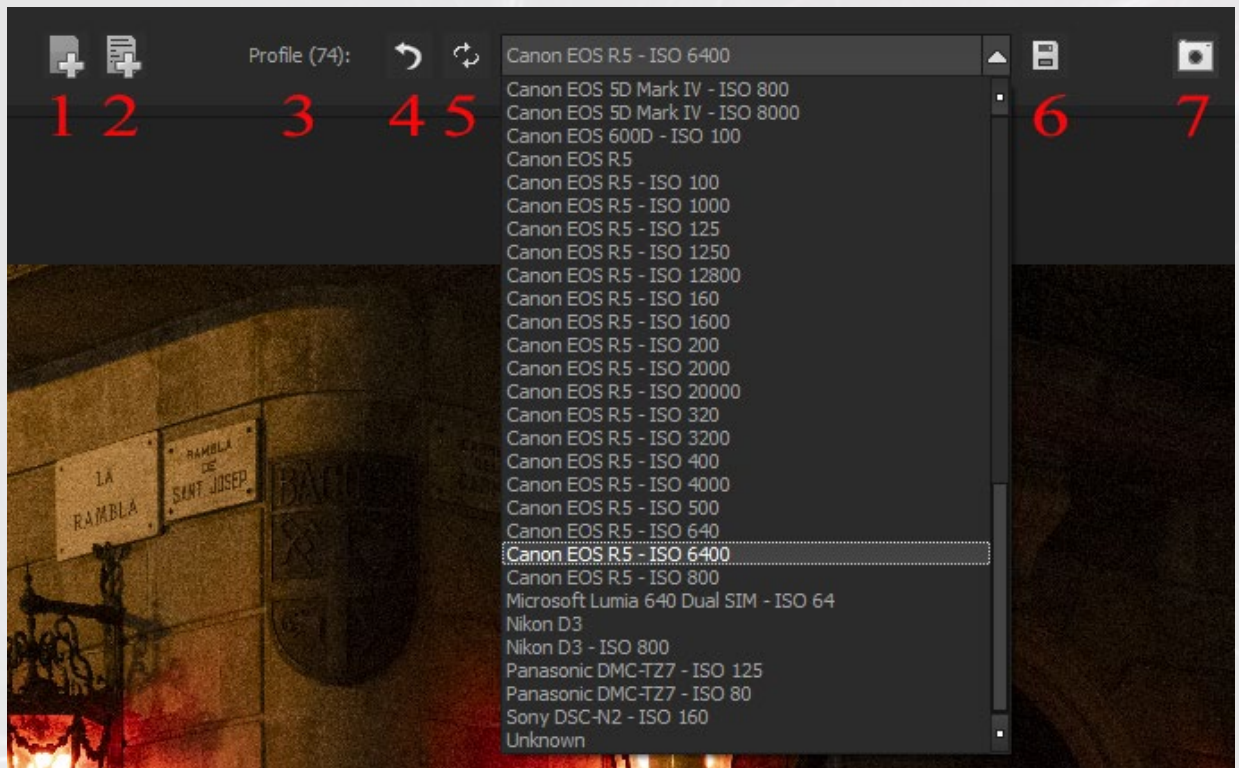 Profile (74):
Canon EOS R5 - ISO 6400
1 2 3 4 5 6 7
Canon EOS 5D Mark IV - ISO 800
Canon EOS 5D Mark IV - ISO 8000
Canon EOS 600D - ISO 100
Canon EOS R5
Canon EOS R5 - ISO 100
Canon EOS R5 - ISO 1000
Canon EOS R5 - ISO 125
Canon EOS R5 - ISO 1250
Canon EOS R5 - ISO 12800
Canon EOS R5 - ISO 160
Canon EOS R5 - ISO 1600
Canon EOS R5 - ISO 200
Canon EOS R5 - ISO 2000
Canon EOS R5 - ISO 20000
Canon EOS R5 - ISO 320
Canon EOS R5 - ISO 3200
Canon EOS R5 - ISO 400
Canon EOS R5 - ISO 4000
Canon EOS R5 - ISO 500
Canon EOS R5 - ISO 640
Canon EOS R5 - ISO 6400
Canon EOS R5 - ISO 800
Microsoft Lumia 640 Dual SIM - ISO 64
Nikon D3
Nikon D3 - ISO 800
Panasonic DMC-TZ7 - ISO 125
Panasonic DMC-TZ7 - ISO 80
Sony DSC-N2 - ISO 160
Unknown
LA
RAMBLA
RAMBLA
DE
SANT JOSEP